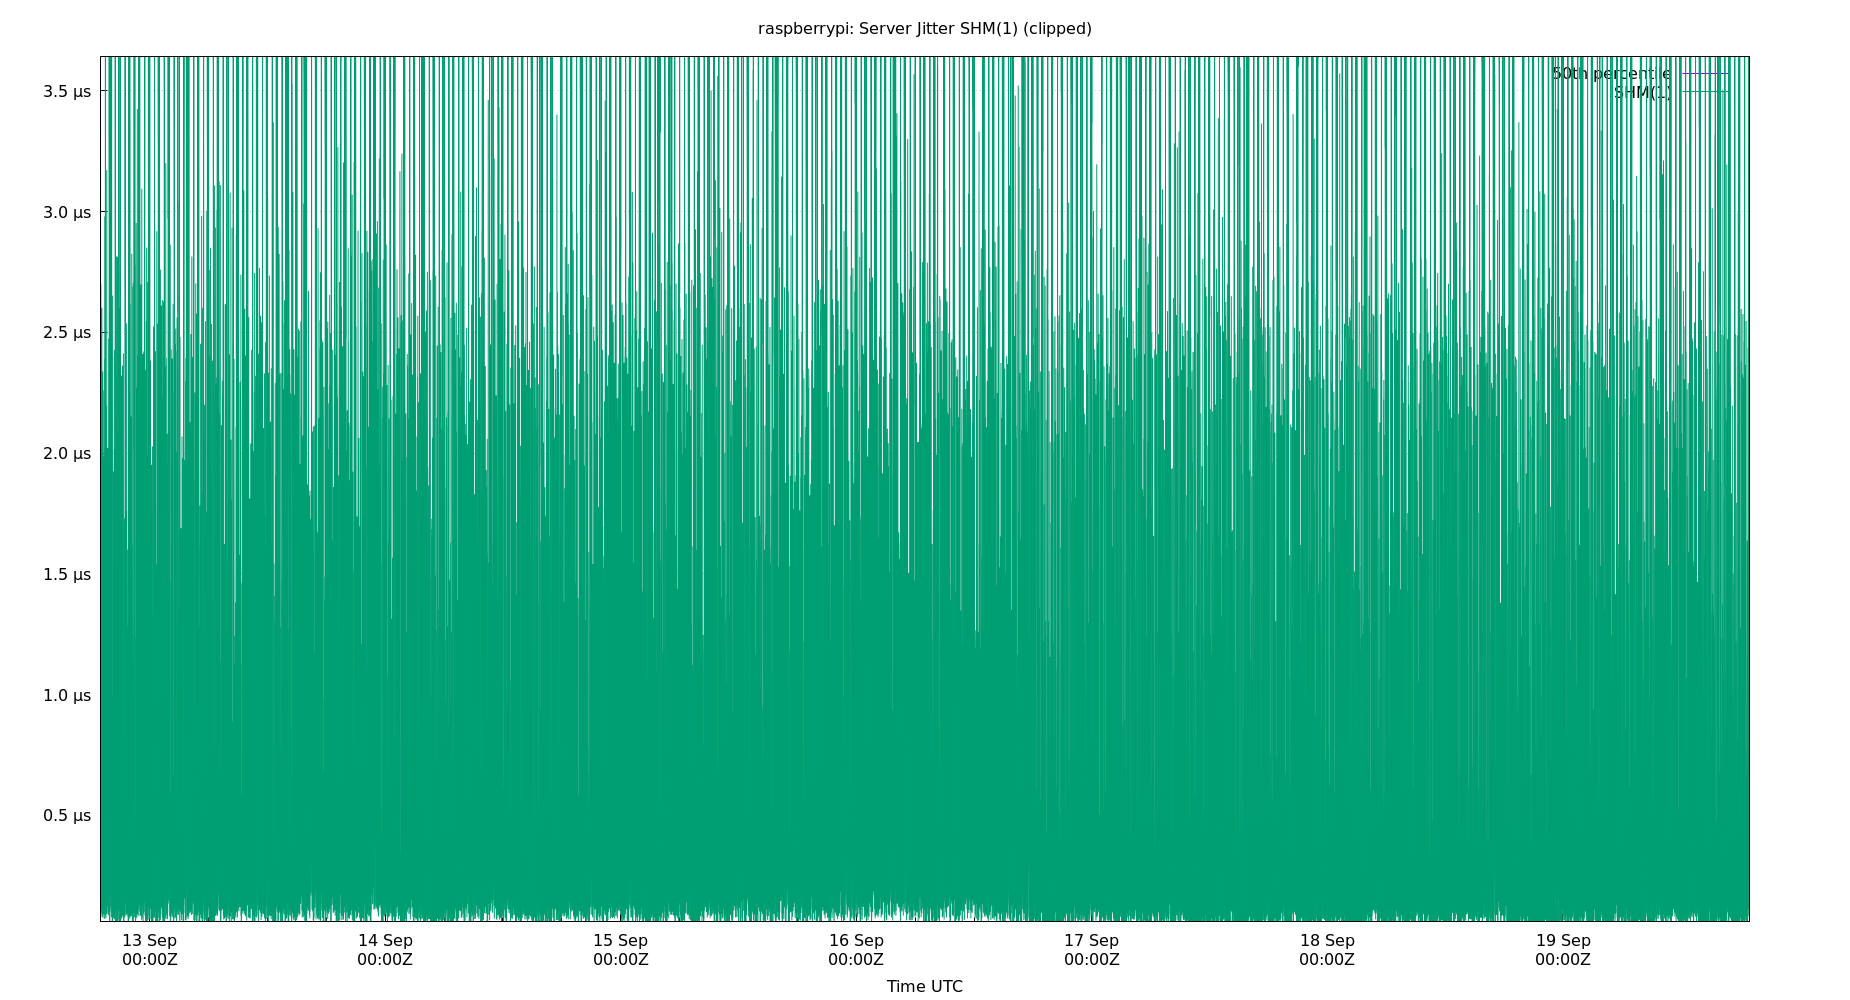 raspberrypi: Server Jitter SHM(1) (clipped)
50th percentile
SHM(1)
3.5 µs
3.0 µs
2.5 µs
2.0 µs
1.5 µs
1.0 µs
0.5 µs
13 Sep 14 Sep 15 Sep 16 Sep 17 Sep 18 Sep 19 Sep
00:00Z 00:00Z 00:00Z 00:00Z 00:00Z 00:00Z 00:00Z
Time UTC